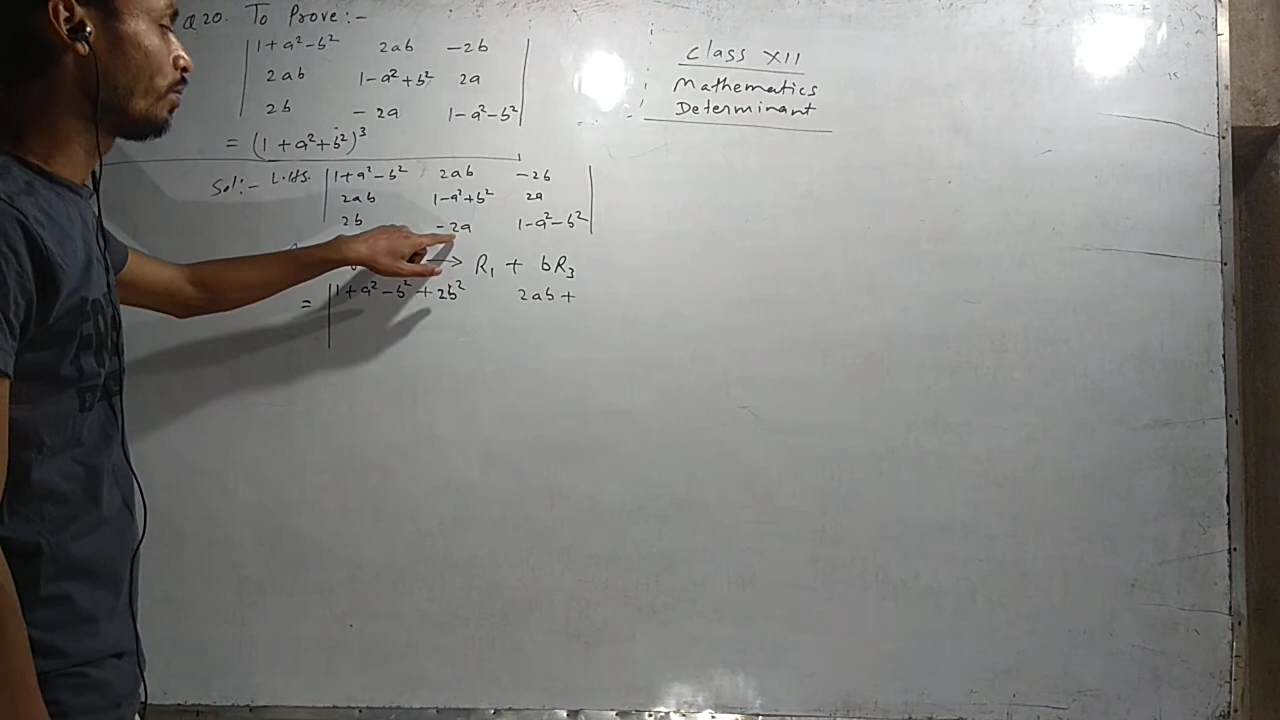 Q 20. To Prove :-
| 1+a²-b² 2ab -2b |
| 2ab 1-a²+b² 2a |
| 2b -2a 1-a²-b² |
= (1+a²+b²)³
Sol:- L.H.S. | 1+a²-b² 2ab -2b |
| 2ab 1-a²+b² 2a |
| 2b -2a 1-a²-b² |
→ R₁ + bR₃
= | 1+a²-b²+2b² 2ab+
Class XII
Mathematics
Determinant